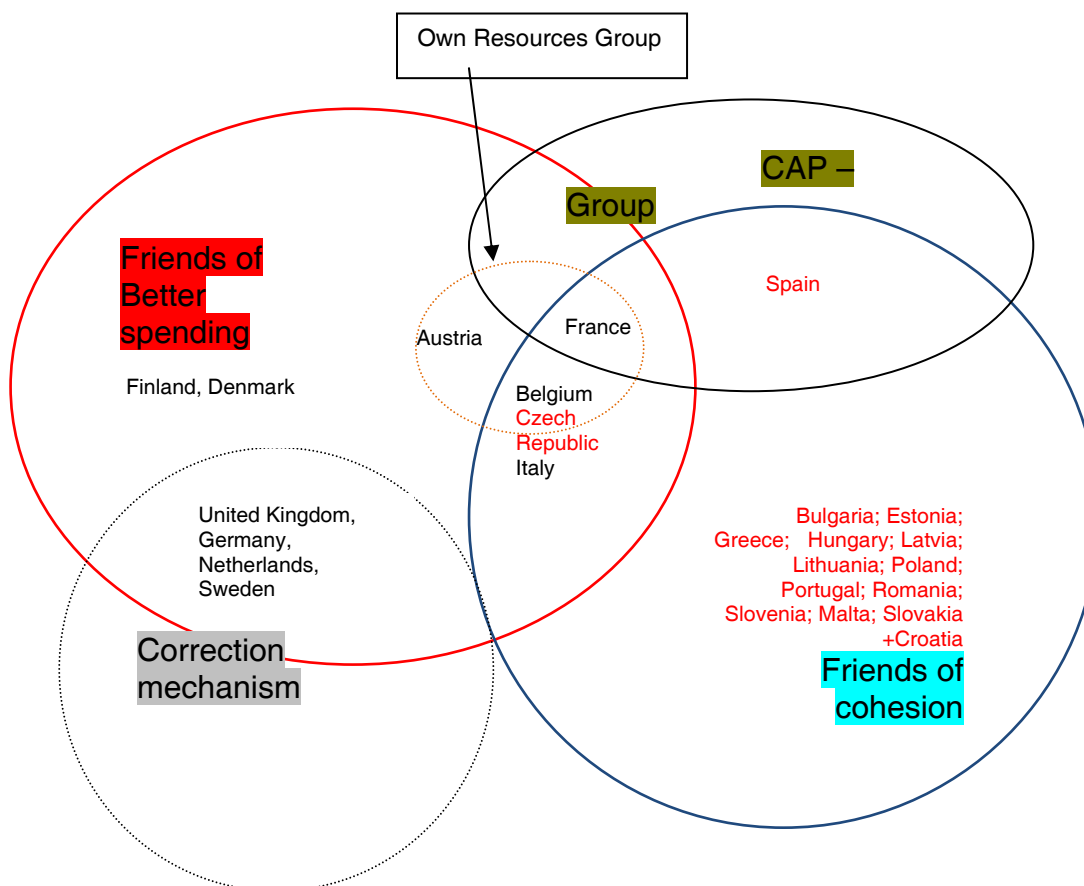 Own Resources Group
CAP –
Group
Friends of
Better
spending
Spain
Austria
France
Finland, Denmark
Belgium
Czech
Republic
Italy
United Kingdom,
Germany,
Netherlands,
Sweden
Bulgaria; Estonia;
Greece; Hungary; Latvia;
Lithuania; Poland;
Portugal; Romania;
Slovenia; Malta; Slovakia
+Croatia
Correction
mechanism
Friends of
cohesion